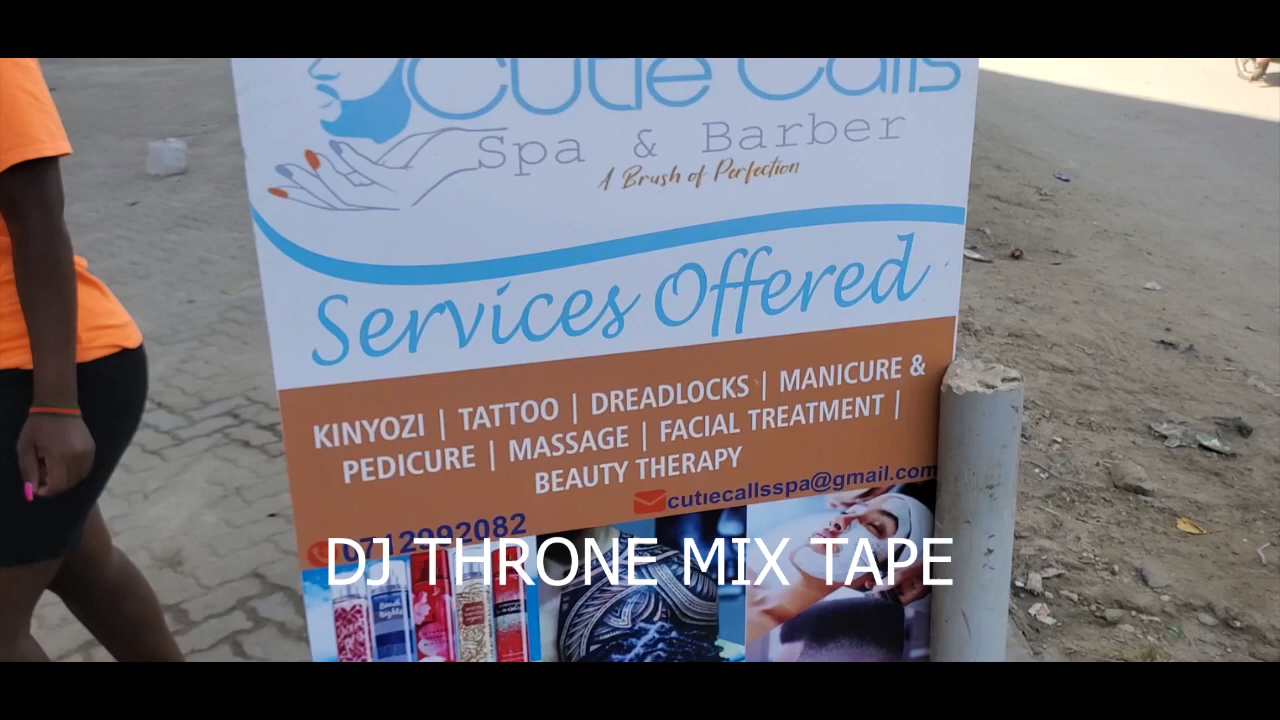 Cutie Calls
Spa & Barber
A Brush of Perfection
Services Offered
KINYOZI | TATTOO | DREADLOCKS | MANICURE &
PEDICURE | MASSAGE | FACIAL TREATMENT |
BEAUTY THERAPY
cutiecallsspa@gmail.com
0712992082
DJ THRONE MIX TAPE